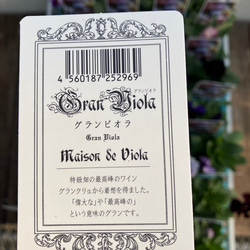 4 560187 252969
Gran Viola
グランビオラ
グランビオラ
Gran Viola
Maison de Viola
特級畑の最高峰のワイン
グランクリュから着想を得ました。
「偉大な」や「最高峰の」
という意味のグランです。